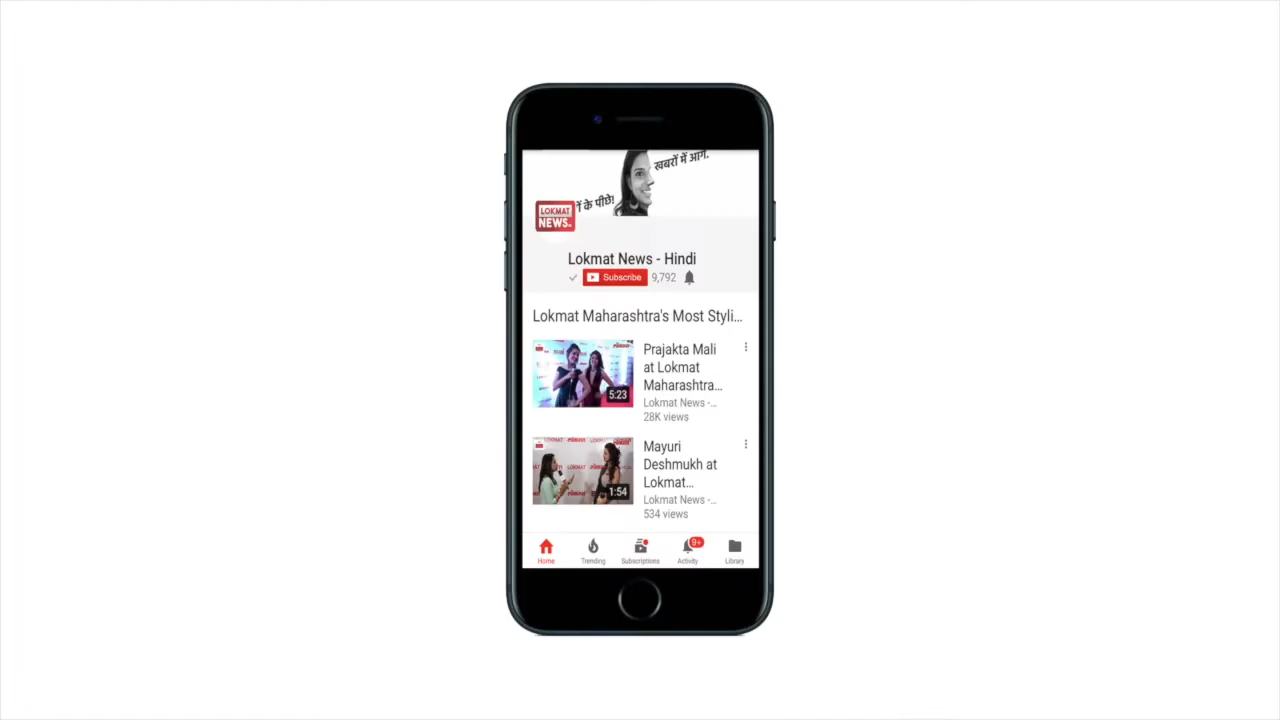 खबरों में आगे.
के पीछे!
LOKMAT
NEWS.in
Lokmat News - Hindi
Subscribe 9,792
Lokmat Maharashtra's Most Styli...
Prajakta Mali
at Lokmat
Maharashtra...
Lokmat News -...
28K views
5:23
Mayuri
Deshmukh at
Lokmat...
Lokmat News -...
534 views
1:54
LOKMAT
9+
Home Trending Subscriptions Activity Library